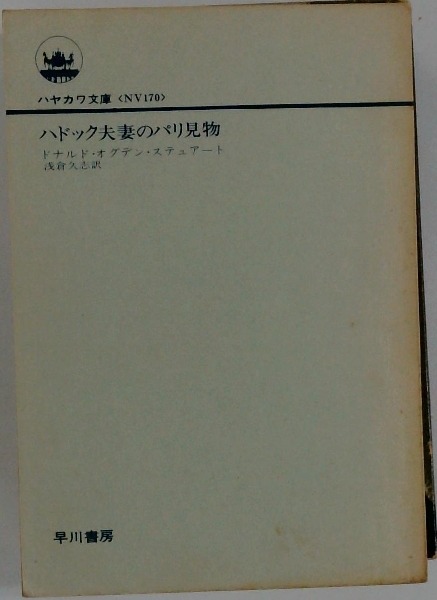 ハヤカワ文庫〈NV170〉
ハドック夫妻のパリ見物
ドナルド・オグデン・ステュアート
浅倉久志訳
早川書房